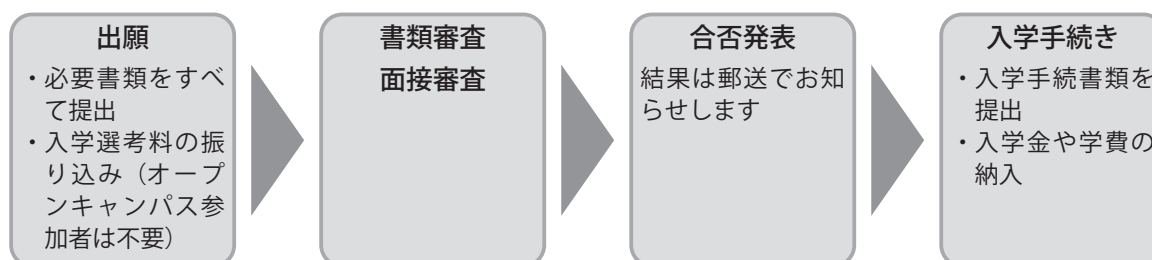 出願
・必要書類をすべ
て提出
・入学選考料の振
り込み（オープ
ンキャンパス参
加者は不要）
書類審査
面接審査
合否発表
結果は郵送でお知
らせします
入学手続き
・入学手続書類を
提出
・入学金や学費の
納入